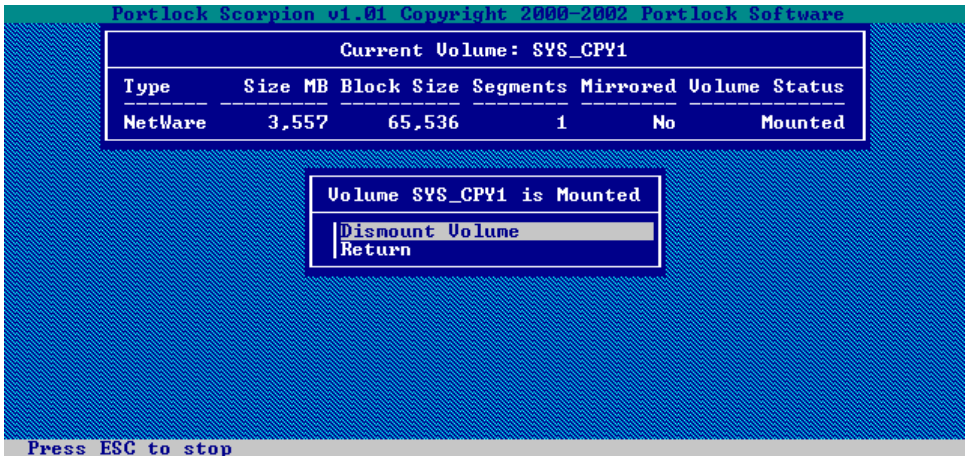 Portlock Scorpion v1.01 Copyright 2000-2002 Portlock Software
Current Volume: SYS_CPY1
Type Size MB Block Size Segments Mirrored Volume Status
NetWare 3,557 65,536 1 No Mounted
Volume SYS_CPY1 is Mounted
Dismount Volume
Return
Press ESC to stop